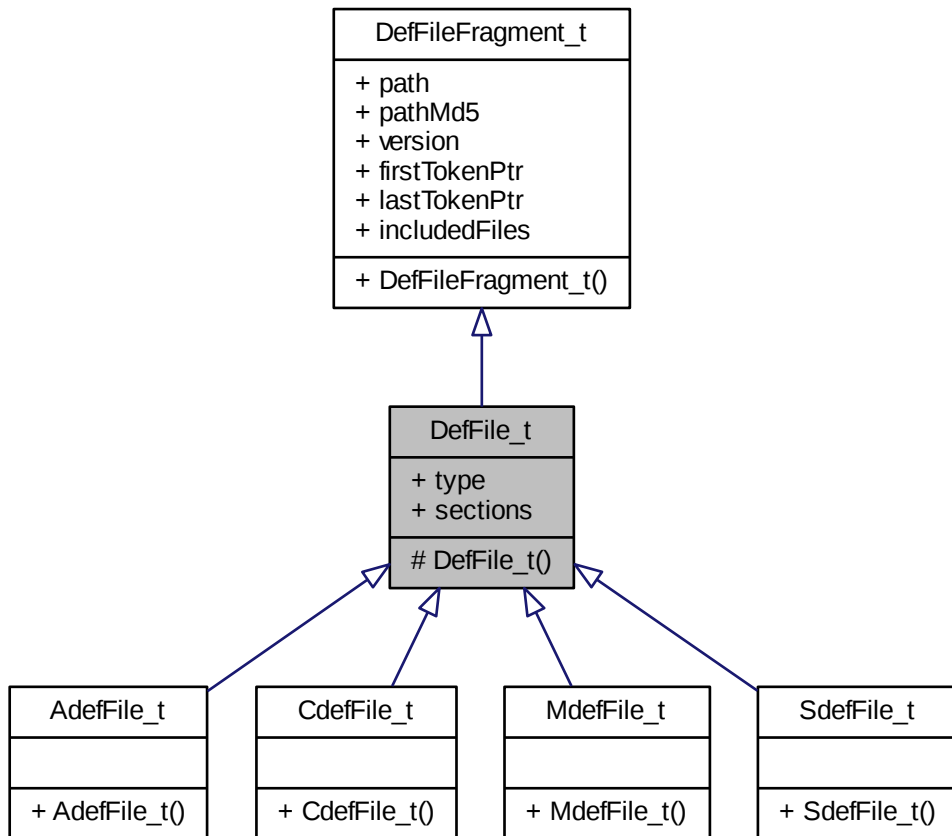 DefFileFragment_t
+ path
+ pathMd5
+ version
+ firstTokenPtr
+ lastTokenPtr
+ includedFiles
+ DefFileFragment_t()
DefFile_t
+ type
+ sections
# DefFile_t()
AdefFile_t
+ AdefFile_t()
CdefFile_t
+ CdefFile_t()
MdefFile_t
+ MdefFile_t()
SdefFile_t
+ SdefFile_t()